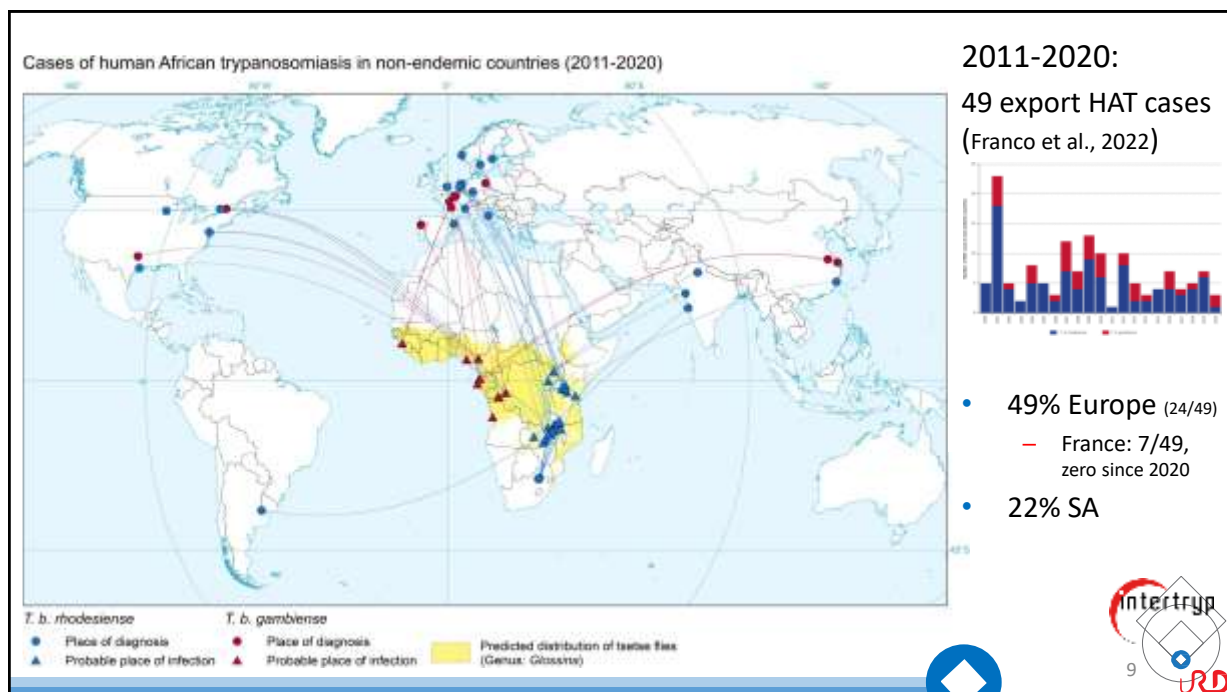 Cases of human African trypanosomiasis in non-endemic countries (2011-2020)
2011-2020:
49 export HAT cases
(Franco et al., 2022)
• 49% Europe (24/49)
– France: 7/49,
zero since 2020
• 22% SA
T. b. rhodesiense
Place of diagnosis
Probable place of infection
T. b. gambiense
Place of diagnosis
Probable place of infection
Predicted distribution of tsetse flies
(Genus: Glossina)
intertryp
9
IRD